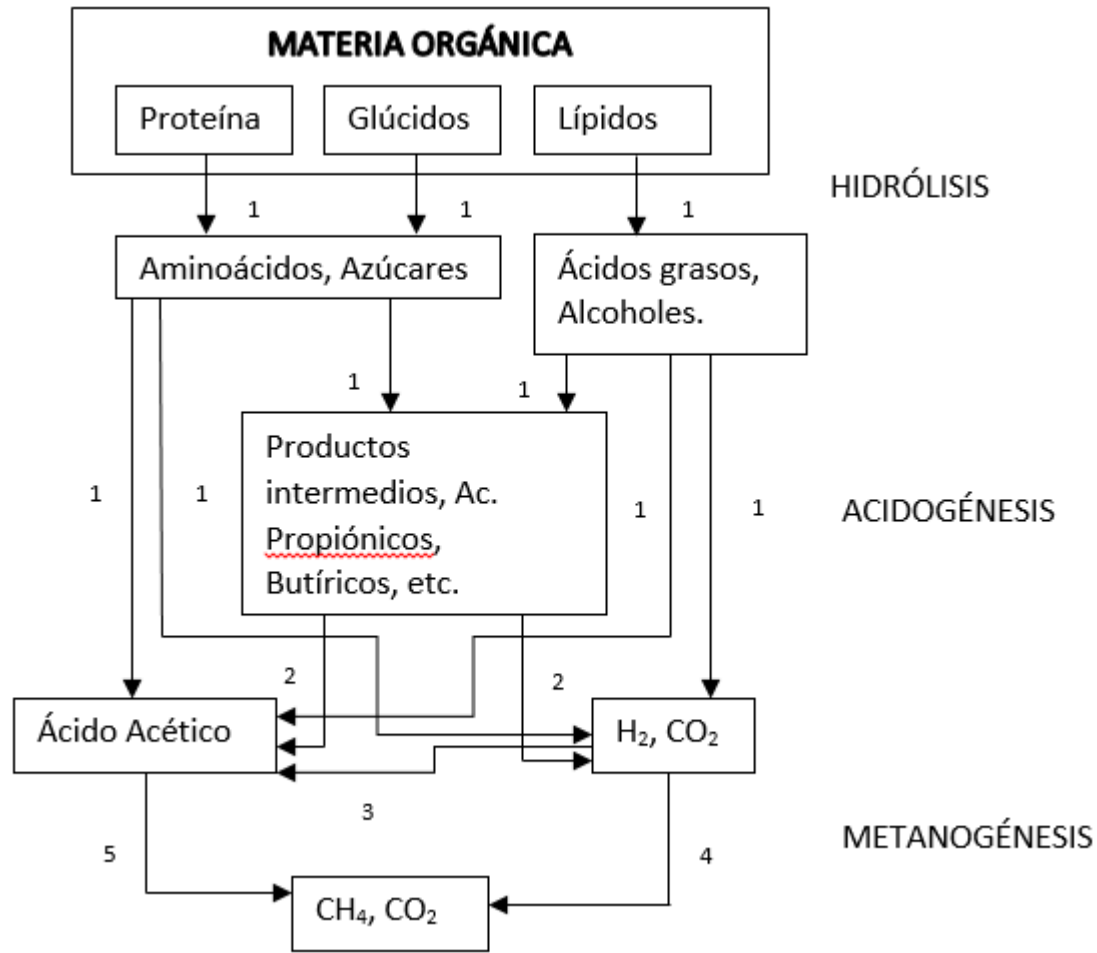 MATERIA ORGÁNICA
Proteína
Glúcidos
Lípidos
HIDRÓLISIS
1
1
1
Aminoácidos, Azúcares
Ácidos grasos,
Alcoholes.
1
1
Productos
intermedios, Ac.
Propiónicos,
Butíricos, etc.
1
1
1
1
ACIDOGÉNESIS
2
2
Ácido Acético
H₂, CO₂
3
METANOGÉNESIS
5
4
CH₄, CO₂